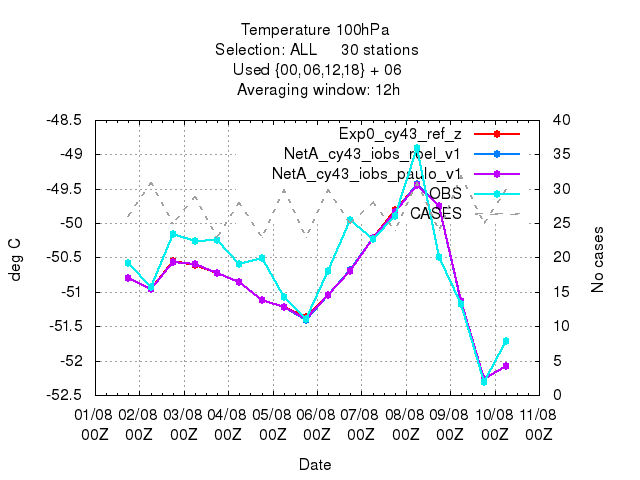 Temperature 100hPa
Selection: ALL 30 stations
Used {00,06,12,18} + 06
Averaging window: 12h
-48.5 40
Exp0_cy43_ref_z
-49 35
NetA_cy43_iobs_roel_v1
NetA_cy43_iobs_paulo_v1
-49.5 30
OBS
CASES
-50 25
-50.5 20
deg C
No cases
-51 15
-51.5 10
-52 5
-52.5 0
01/08 02/08 03/08 04/08 05/08 06/08 07/08 08/08 09/08 10/08 11/08
00Z 00Z 00Z 00Z 00Z 00Z 00Z 00Z 00Z 00Z 00Z
Date